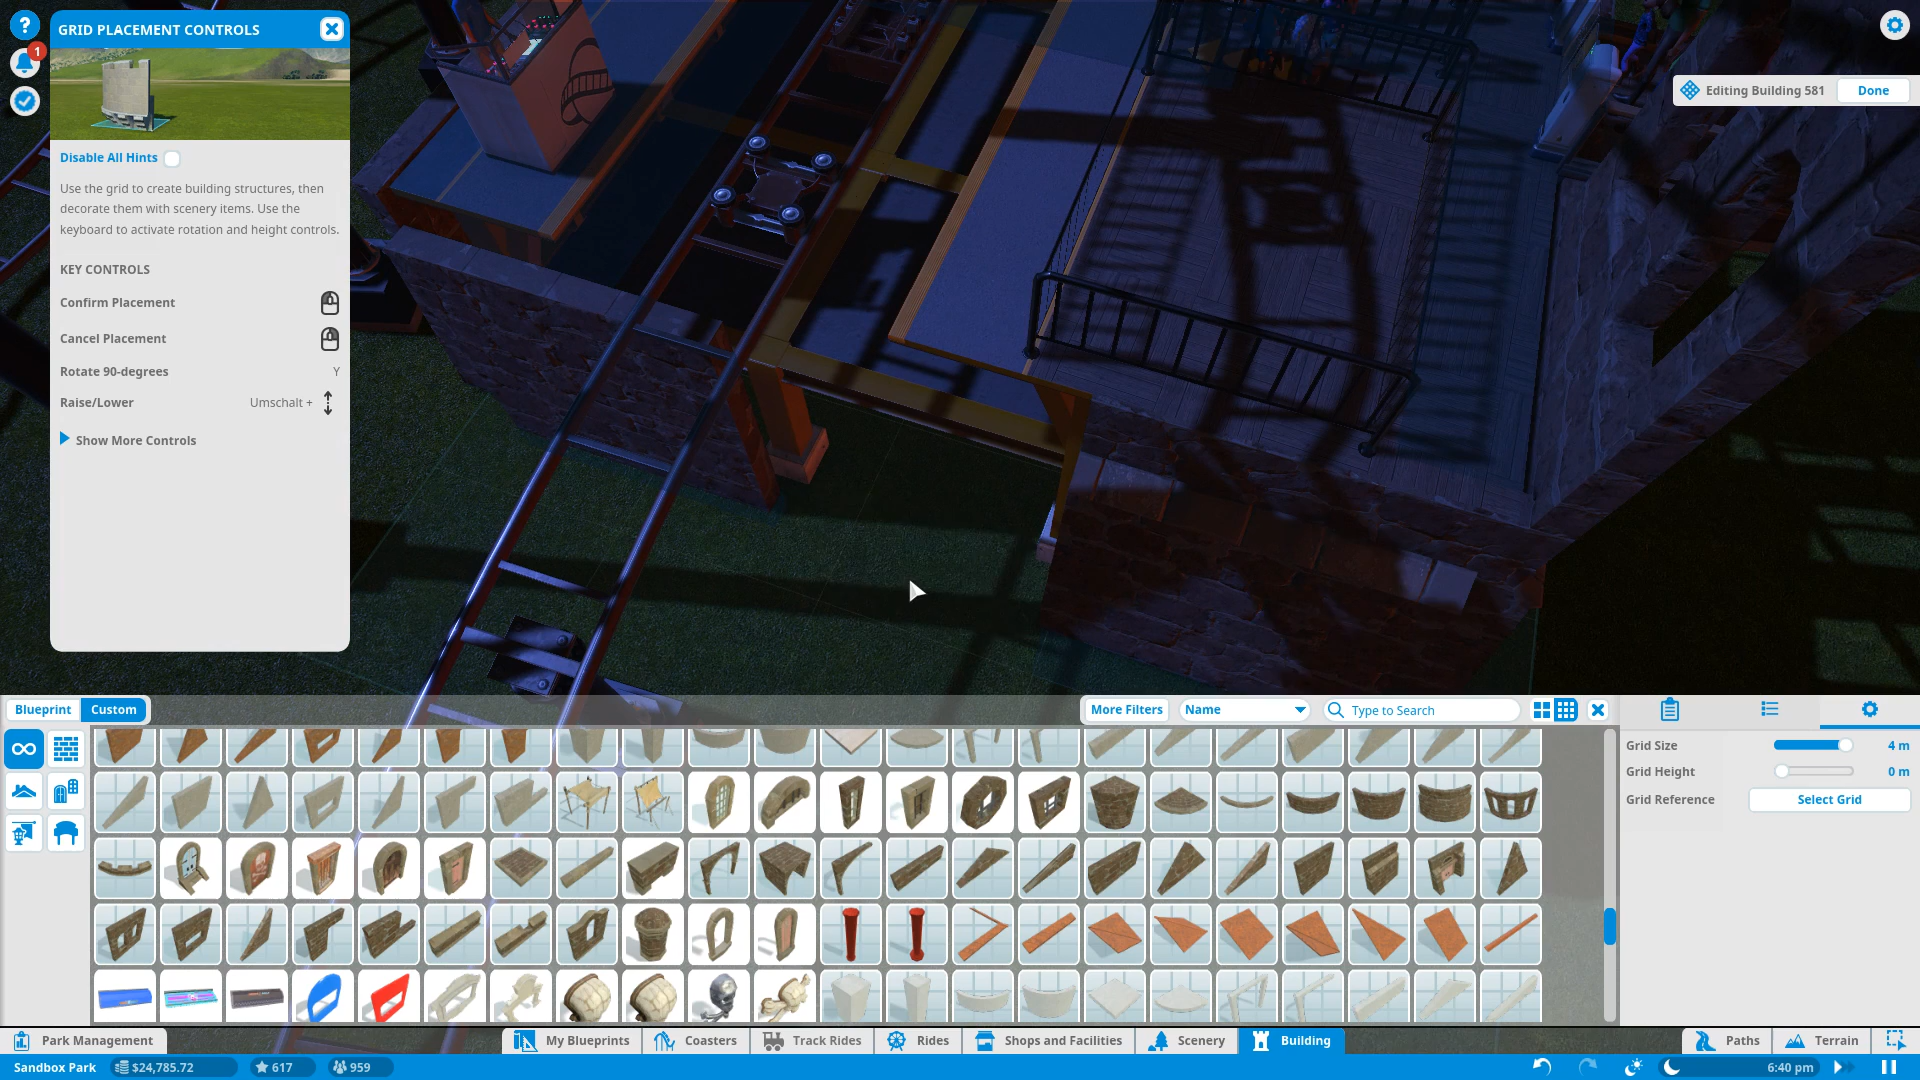 ?
GRID PLACEMENT CONTROLS
1
Disable All Hints
Use the grid to create building structures, then
decorate them with scenery items. Use the
keyboard to activate rotation and height controls.
KEY CONTROLS
Confirm Placement
Cancel Placement
Rotate 90-degrees Y
Raise/Lower Umschalt +
Show More Controls
Editing Building 581 Done
Blueprint Custom More Filters Name Type to Search
Grid Size 4 m
Grid Height 0 m
Grid Reference Select Grid
Park Management My Blueprints Coasters Track Rides Rides Shops and Facilities Scenery Building Paths Terrain
Sandbox Park $24,785.72 617 959 6:40 pm